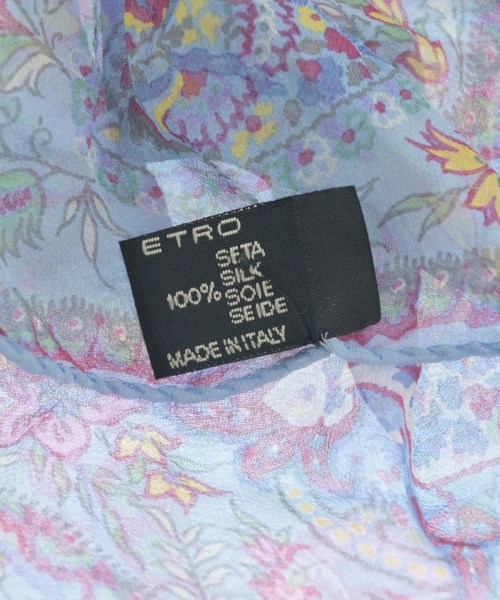 ETRO
SETA
SILK
100% SOIE
SEIDE
MADE IN ITALY